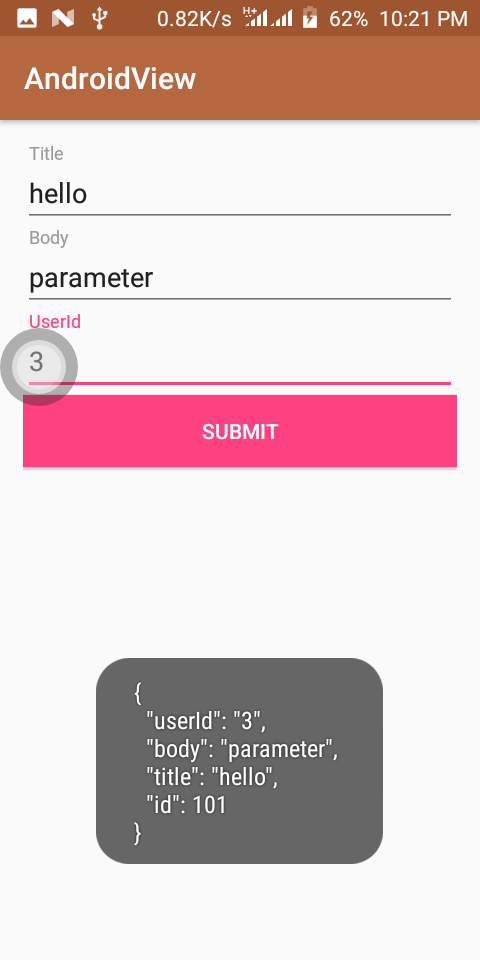 0.82K/s H+ 62% 10:21 PM
AndroidView
Title
hello
Body
parameter
UserId
3
SUBMIT
{
"userId": "3",
"body": "parameter",
"title": "hello",
"id": 101
}